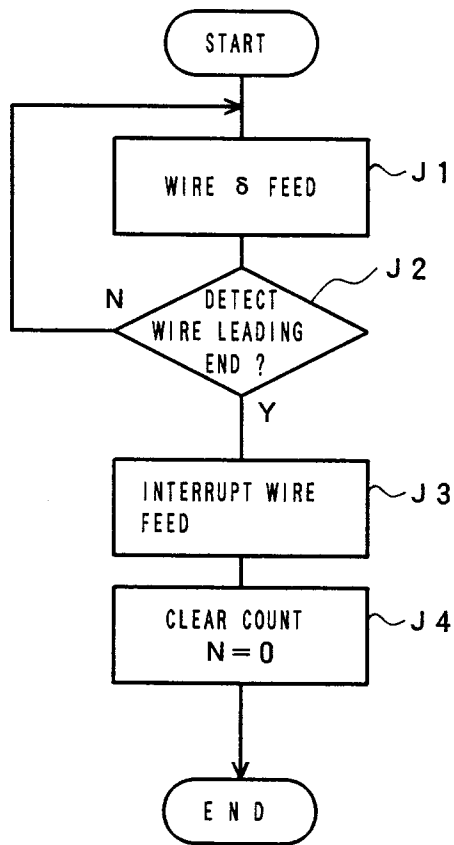 START
WIRE δ FEED
J1
J2
N
DETECT
WIRE LEADING
END ?
Y
INTERRUPT WIRE
FEED
J3
CLEAR COUNT
N=0
J4
END